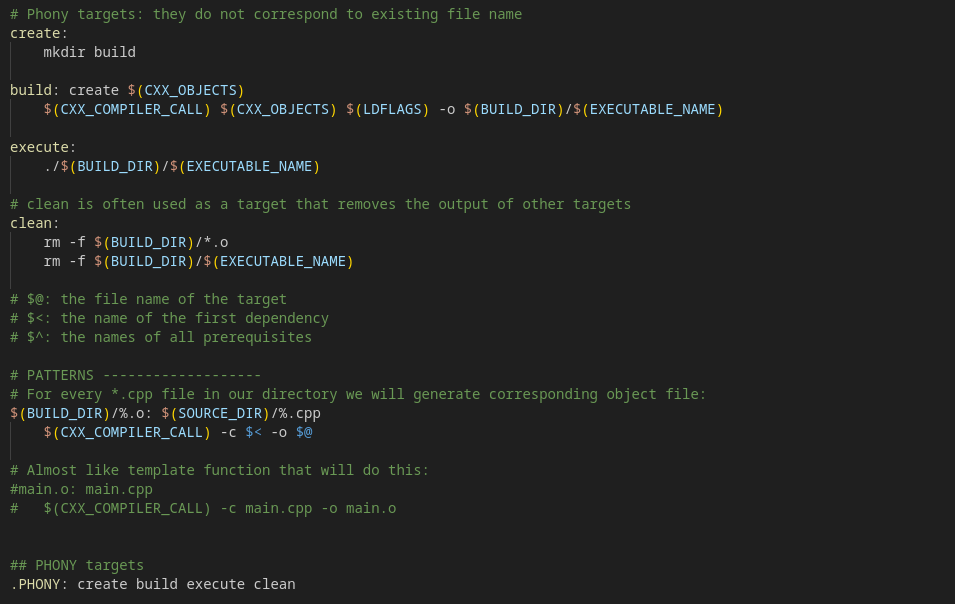 # Phony targets: they do not correspond to existing file name
create:
    mkdir build
build: create $(CXX_OBJECTS)
    $(CXX_COMPILER_CALL) $(CXX_OBJECTS) $(LDFLAGS) -o $(BUILD_DIR)/$(EXECUTABLE_NAME)
execute:
    ./$(BUILD_DIR)/$(EXECUTABLE_NAME)
# clean is often used as a target that removes the output of other targets
clean:
    rm -f $(BUILD_DIR)/*.o
    rm -f $(BUILD_DIR)/$(EXECUTABLE_NAME)
# $@: the file name of the target
# $<: the name of the first dependency
# $^: the names of all prerequisites
# PATTERNS -------------------
# For every *.cpp file in our directory we will generate corresponding object file:
$(BUILD_DIR)/%.o: $(SOURCE_DIR)/%.cpp
    $(CXX_COMPILER_CALL) -c $< -o $@
# Almost like template function that will do this:
#main.o: main.cpp
#   $(CXX_COMPILER_CALL) -c main.cpp -o main.o
## PHONY targets
.PHONY: create build execute clean